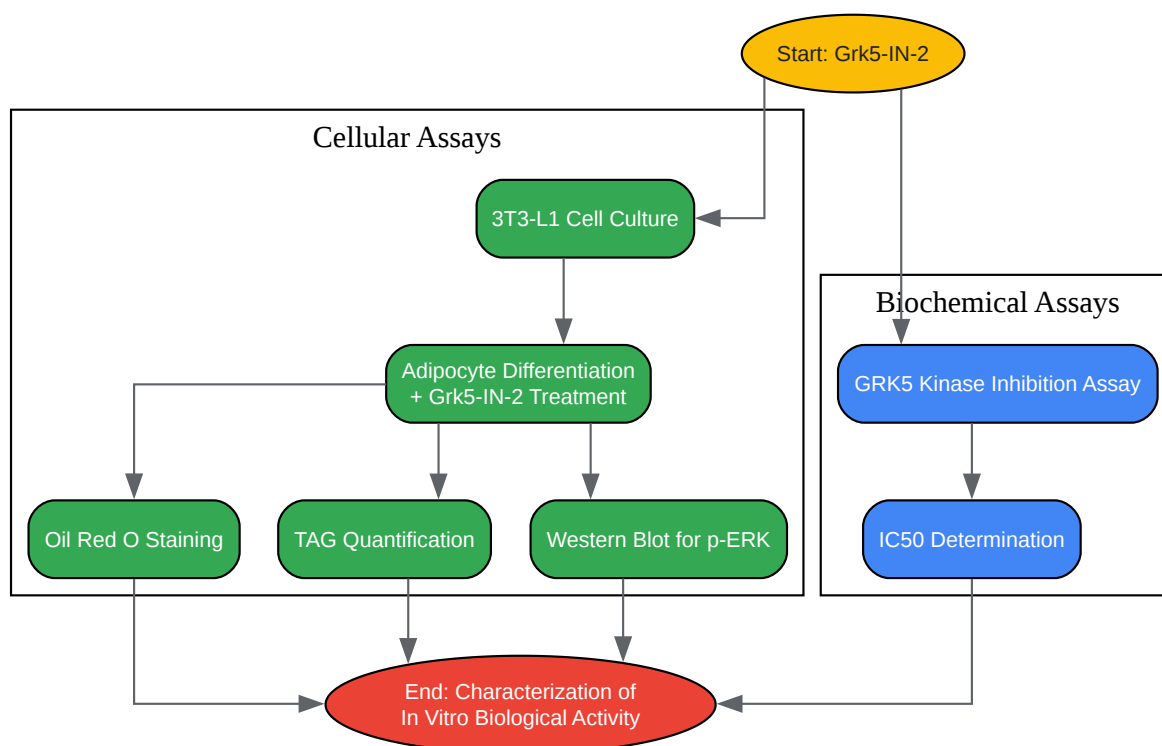 Start: Grk5-IN-2
Cellular Assays
3T3-L1 Cell Culture
Adipocyte Differentiation
+ Grk5-IN-2 Treatment
Oil Red O Staining
TAG Quantification
Western Blot for p-ERK
Biochemical Assays
GRK5 Kinase Inhibition Assay
IC50 Determination
End: Characterization of
In Vitro Biological Activity